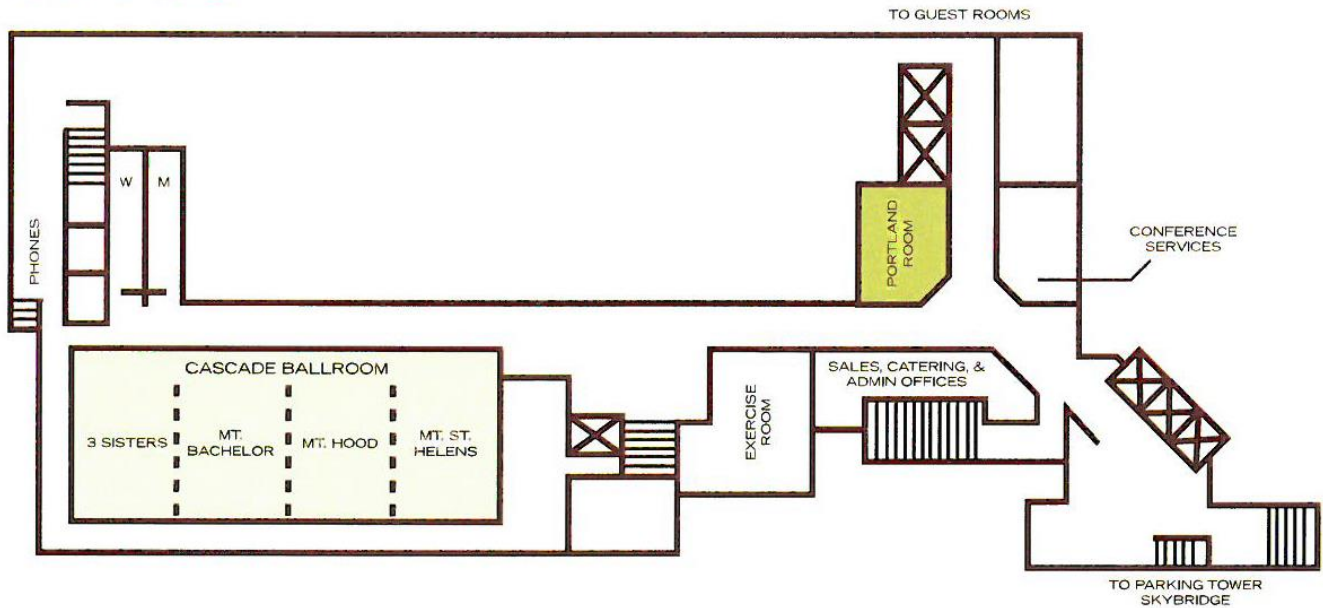 TO GUEST ROOMS
W
M
PHONES
PORTLAND
ROOM
CONFERENCE
SERVICES
CASCADE BALLROOM
3 SISTERS
MT.
BACHELOR
MT. HOOD
MT. ST.
HELENS
EXERCISE
ROOM
SALES, CATERING, &
ADMIN OFFICES
TO PARKING TOWER
SKYBRIDGE